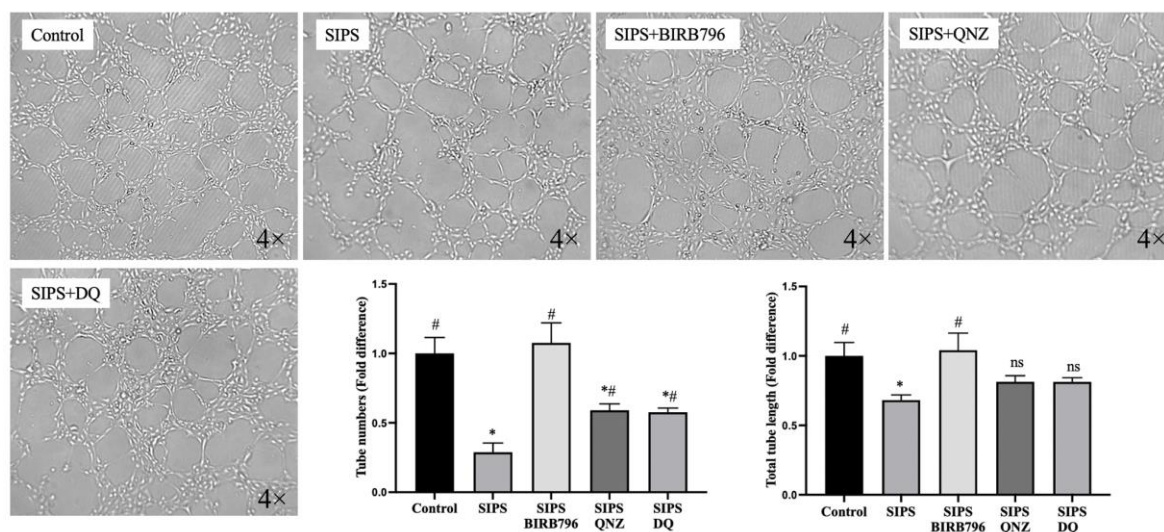 Control
SIPS
SIPS+BIRB796
SIPS+QNZ
4×
4×
4×
4×
SIPS+DQ
4×
Tube numbers (Fold difference)
1.5
1.0
0.5
0.0
#
*
#
*#
*#
Control
SIPS
SIPS
BIRB796
SIPS
QNZ
SIPS
DQ
Total tube length (Fold difference)
1.5
1.0
0.5
0.0
#
*
#
ns
ns
Control
SIPS
SIPS
BIRB796
SIPS
QNZ
SIPS
DQ